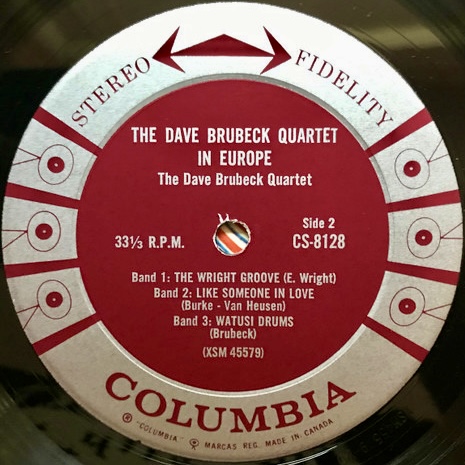 STEREO FIDELITY
THE DAVE BRUBECK QUARTET
IN EUROPE
The Dave Brubeck Quartet
33⅓ R.P.M.
Side 2
CS-8128
Band 1: THE WRIGHT GROOVE (E. Wright)
Band 2: LIKE SOMEONE IN LOVE
(Burke - Van Heusen)
Band 3: WATUSI DRUMS
(Brubeck)
(XSM 45579)
COLUMBIA
® "COLUMBIA" MARCAS REG. MADE IN CANADA